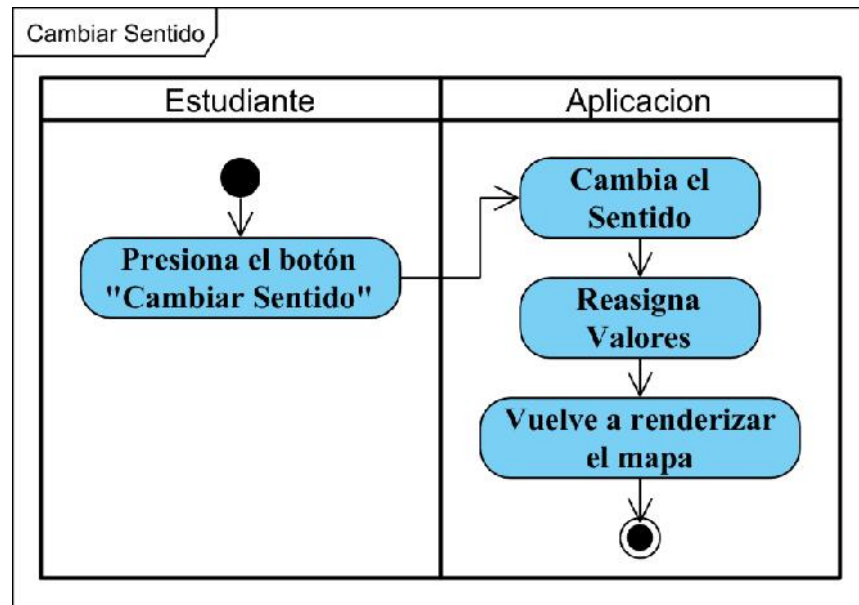 Cambiar Sentido
Estudiante
Aplicacion
Presiona el botón
"Cambiar Sentido"
Cambia el
Sentido
Reasigna
Valores
Vuelve a renderizar
el mapa